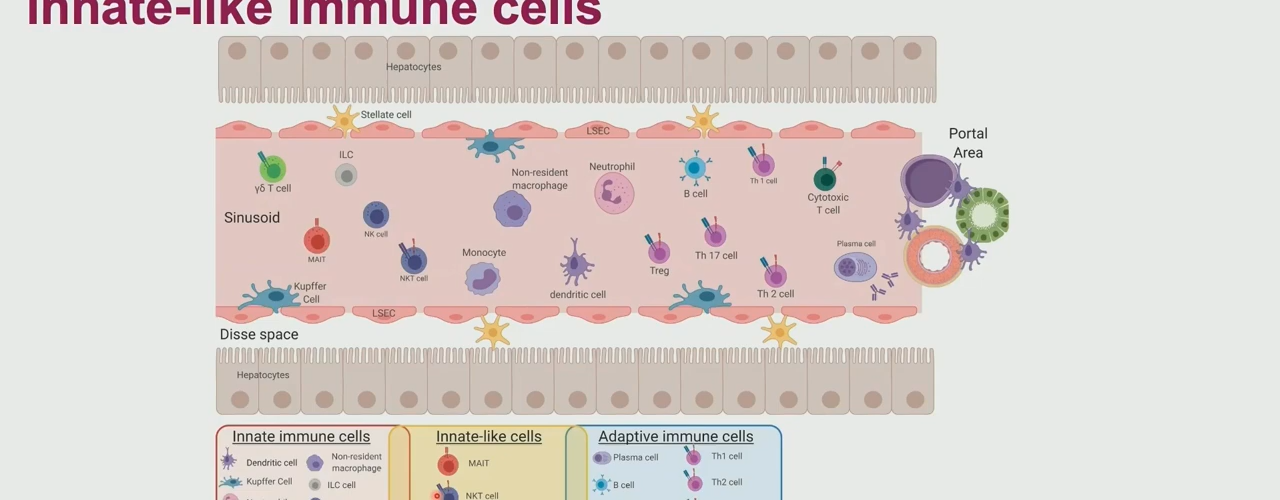 Innate-like immune cells
Hepatocytes
Stellate cell
LSEC
Portal
Area
ILC
γδ T cell
Non-resident
macrophage
Neutrophil
B cell
Th 1 cell
Cytotoxic
T cell
Sinusoid
NK cell
MAIT
NKT cell
Monocyte
dendritic cell
Treg
Th 17 cell
Th 2 cell
Plasma cell
Kupffer
Cell
LSEC
Disse space
Hepatocytes
Innate immune cells
Dendritic cell
Non-resident
macrophage
Kupffer Cell
ILC cell
Innate-like cells
MAIT
NKT cell
Adaptive immune cells
Plasma cell
Th1 cell
B cell
Th2 cell